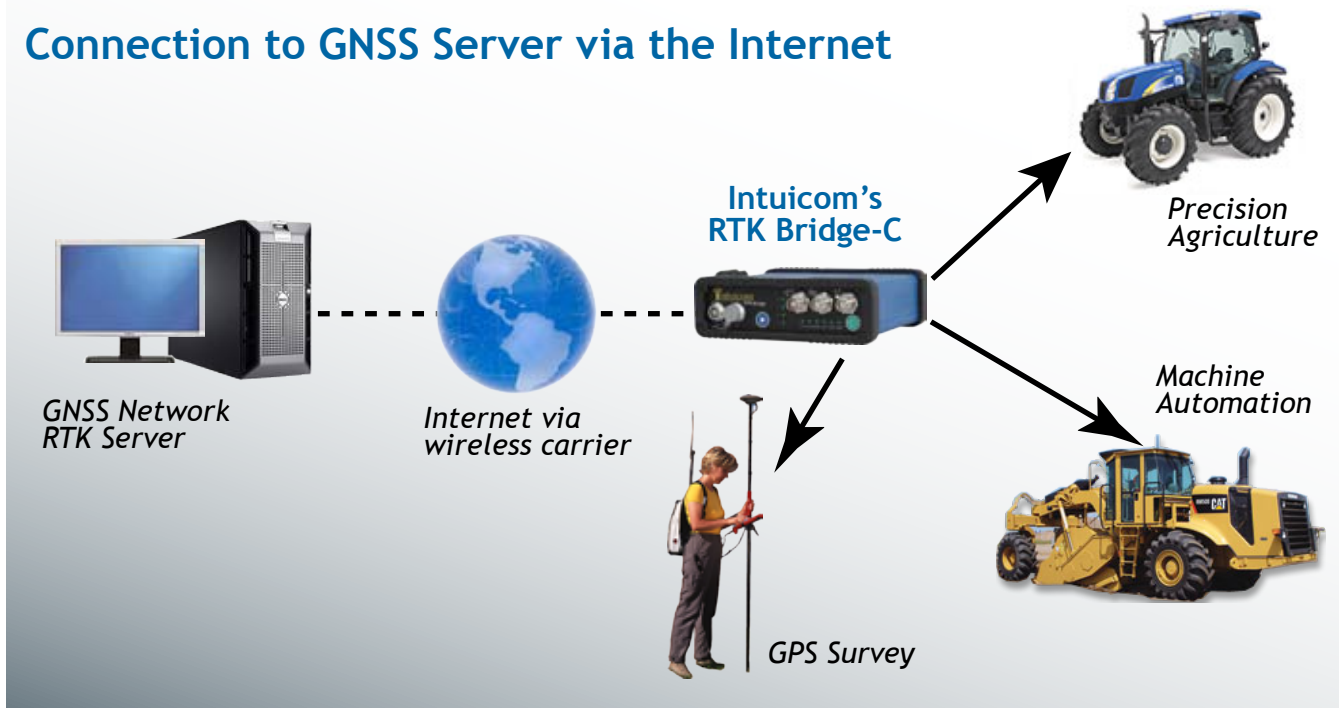 Connection to GNSS Server via the Internet
Intuicom's
RTK Bridge-C
Precision
Agriculture
GNSS Network
RTK Server
Internet via
wireless carrier
Machine
Automation
CAT
GPS Survey